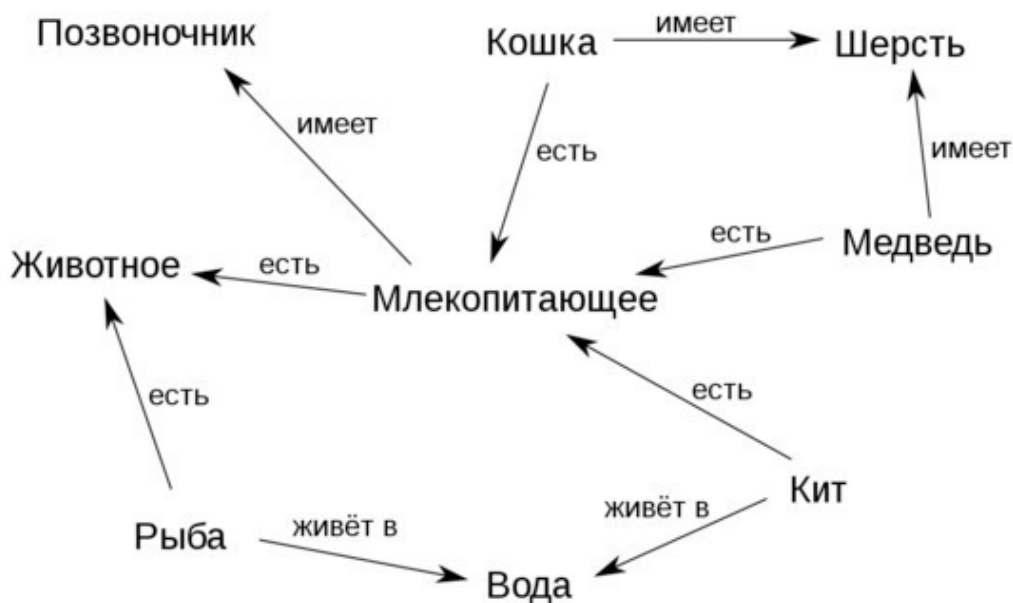 Позвоночник
Кошка
имеет
Шерсть
имеет
есть
имеет
Животное
есть
Млекопитающее
есть
Медведь
есть
есть
Кит
Рыба
живёт в
живёт в
Вода